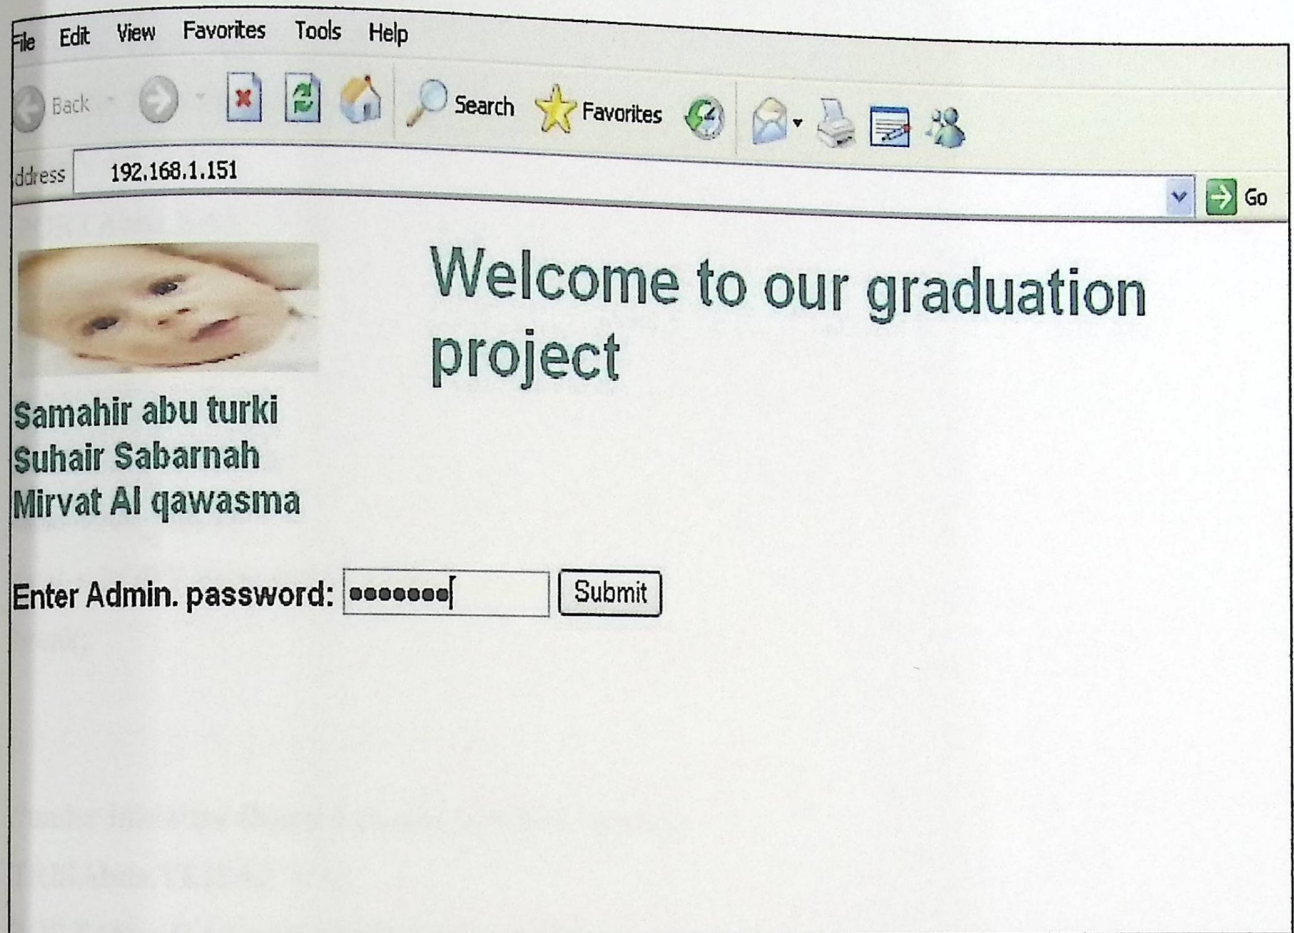 File Edit View Favorites Tools Help
Back Search Favorites
ddress 192.168.1.151 Go
Welcome to our graduation
project
Samahir abu turki
Suhair Sabarnah
Mirvat Al qawasma
Enter Admin. password: ••••••• Submit